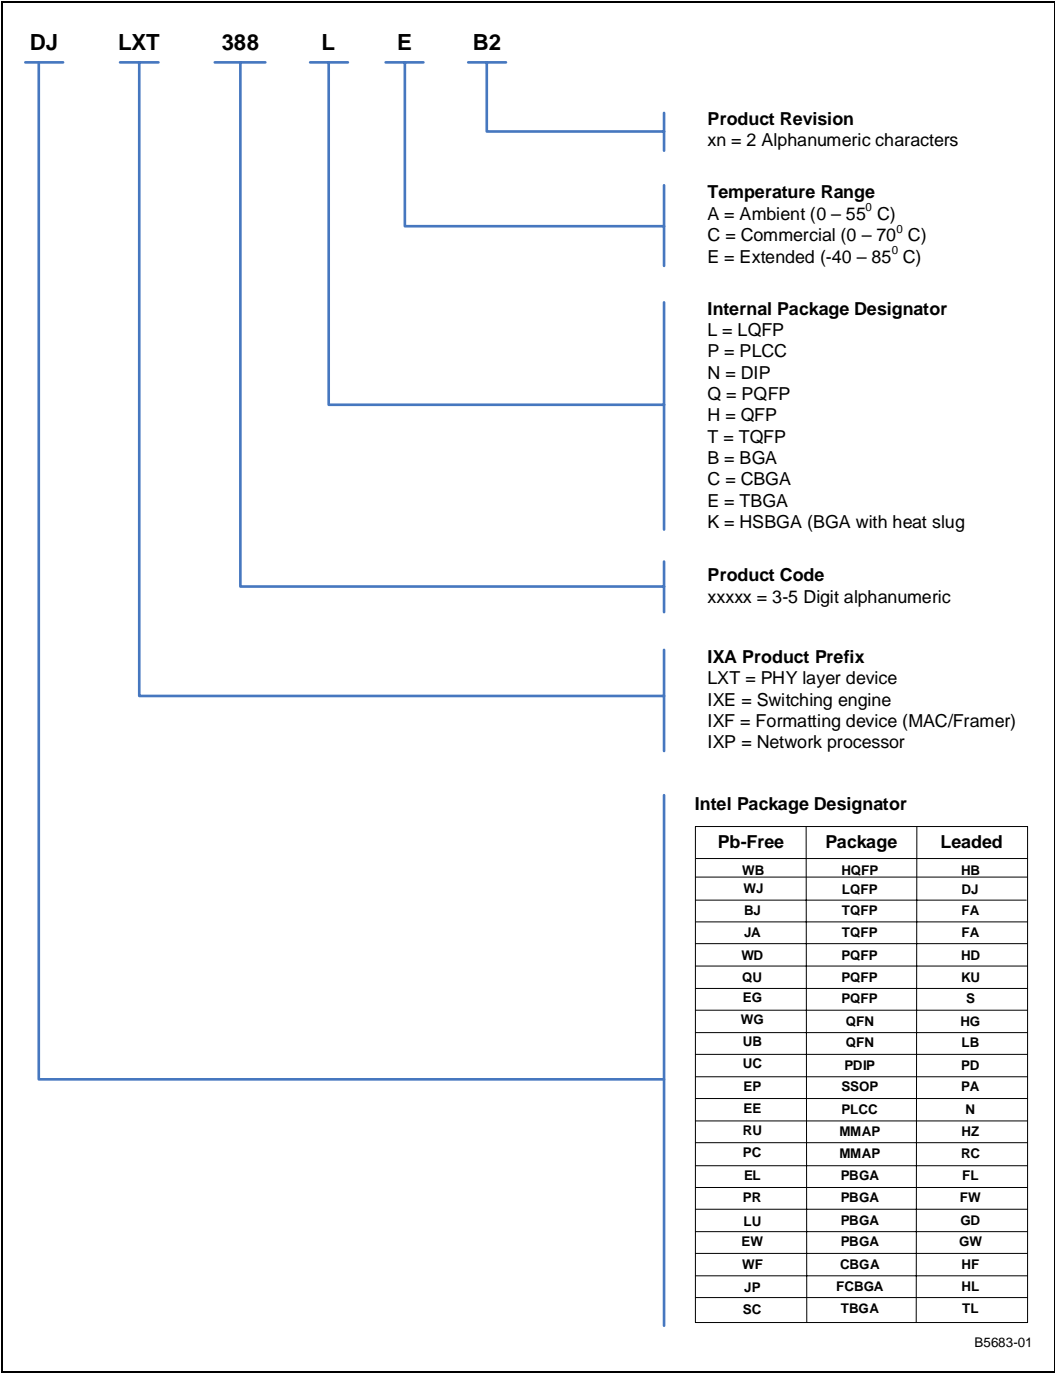 DJ LXT 388 L E B2
Product Revision
xn = 2 Alphanumeric characters
Temperature Range
A = Ambient (0 – 55⁰ C)
C = Commercial (0 – 70⁰ C)
E = Extended (-40 – 85⁰ C)
Internal Package Designator
L = LQFP
P = PLCC
N = DIP
Q = PQFP
H = QFP
T = TQFP
B = BGA
C = CBGA
E = TBGA
K = HSBGA (BGA with heat slug
Product Code
xxxxx = 3-5 Digit alphanumeric
IXA Product Prefix
LXT = PHY layer device
IXE = Switching engine
IXF = Formatting device (MAC/Framer)
IXP = Network processor
Intel Package Designator
Pb-Free Package Leaded
WB HQFP HB
WJ LQFP DJ
BJ TQFP FA
JA TQFP FA
WD PQFP HD
QU PQFP KU
EG PQFP S
WG QFN HG
UB QFN LB
UC PDIP PD
EP SSOP PA
EE PLCC N
RU MMAP HZ
PC MMAP RC
EL PBGA FL
PR PBGA FW
LU PBGA GD
EW PBGA GW
WF CBGA HF
JP FCBGA HL
SC TBGA TL
B5683-01